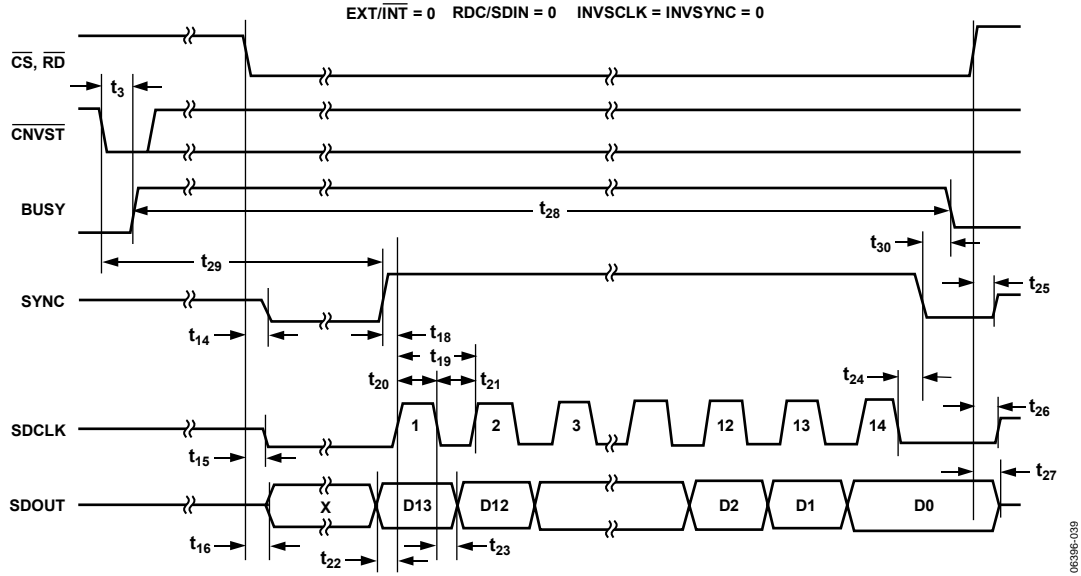 EXT/INT = 0 RDC/SDIN = 0 INVSCLK = INVSYNC = 0
CS, RD
t3
CNVST
BUSY
t28
t30
t29
SYNC
t25
t14
t18
t19
t20
t21
t24
t26
SDCLK
1
2
3
12
13
14
t15
t27
SDOUT
X
D13
D12
D2
D1
D0
t16
t22
t23
06396-039